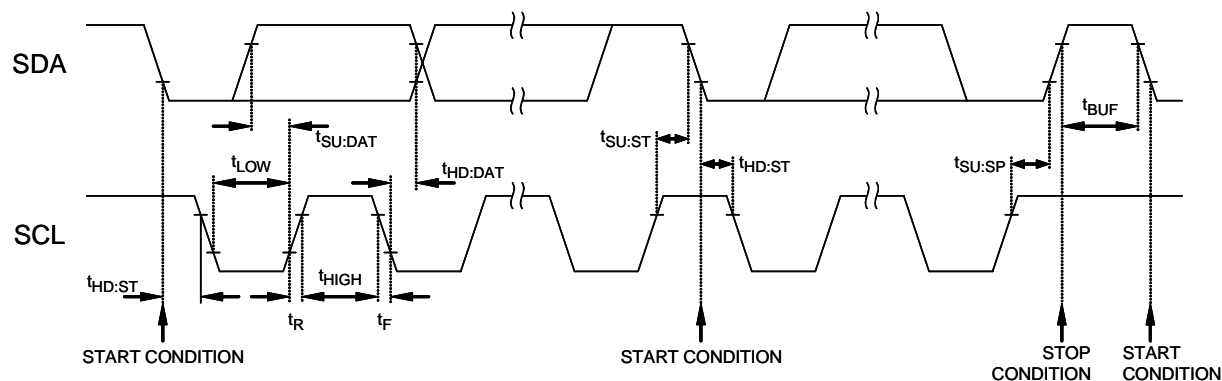 SDA
tSU:DAT
tBUF
tSU:ST
tLOW
tHD:DAT
tHD:ST
tSU:SP
SCL
tHD:ST
tHIGH
tR
tF
START CONDITION
START CONDITION
STOP
CONDITION
START
CONDITION